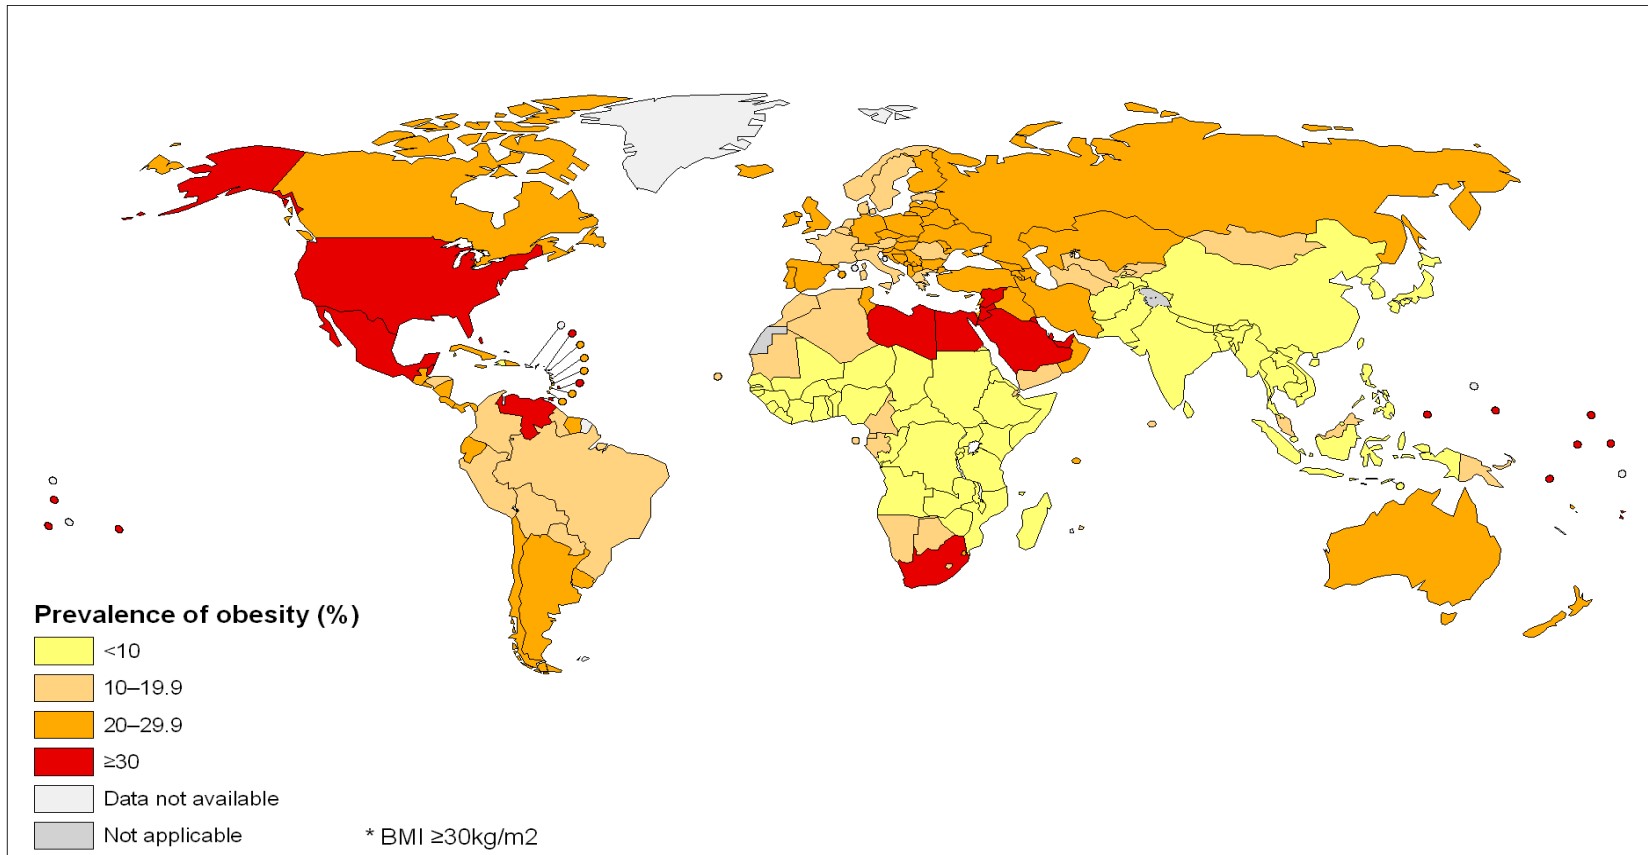 Prevalence of obesity (%)
<10
10–19.9
20–29.9
≥30
Data not available
Not applicable
* BMI ≥30kg/m2